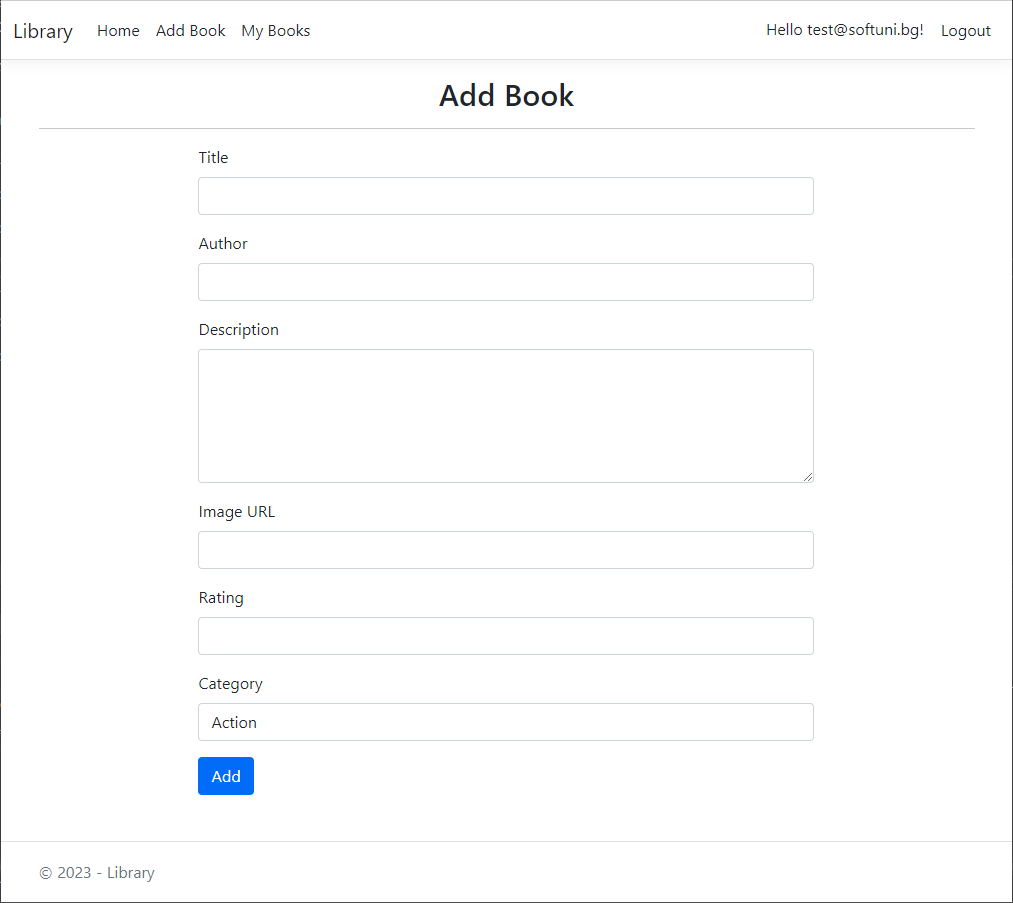 Library Home Add Book My Books Hello test@softuni.bg! Logout
Add Book
Title
Author
Description
Image URL
Rating
Category
Action
Add
© 2023 - Library